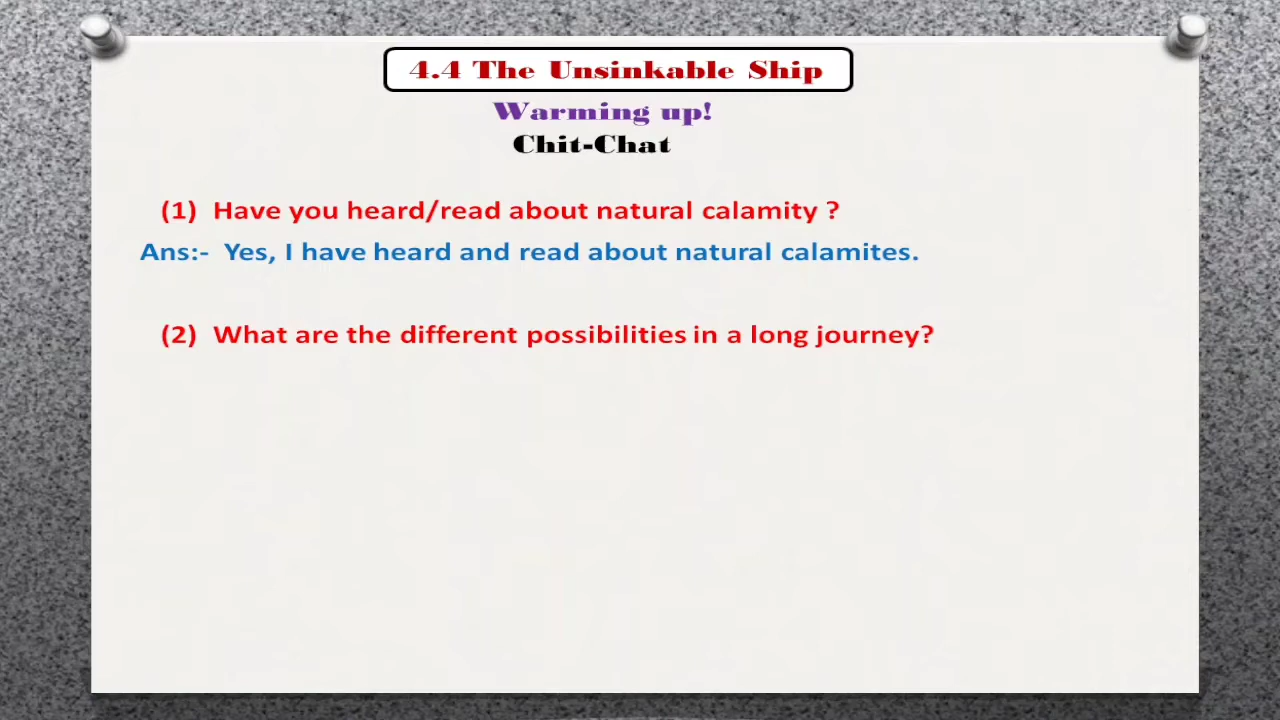 4.4 The Unsinkable Ship
Warming up!
Chit-Chat
(1) Have you heard/read about natural calamity ?
Ans:- Yes, I have heard and read about natural calamites.
(2) What are the different possibilities in a long journey?